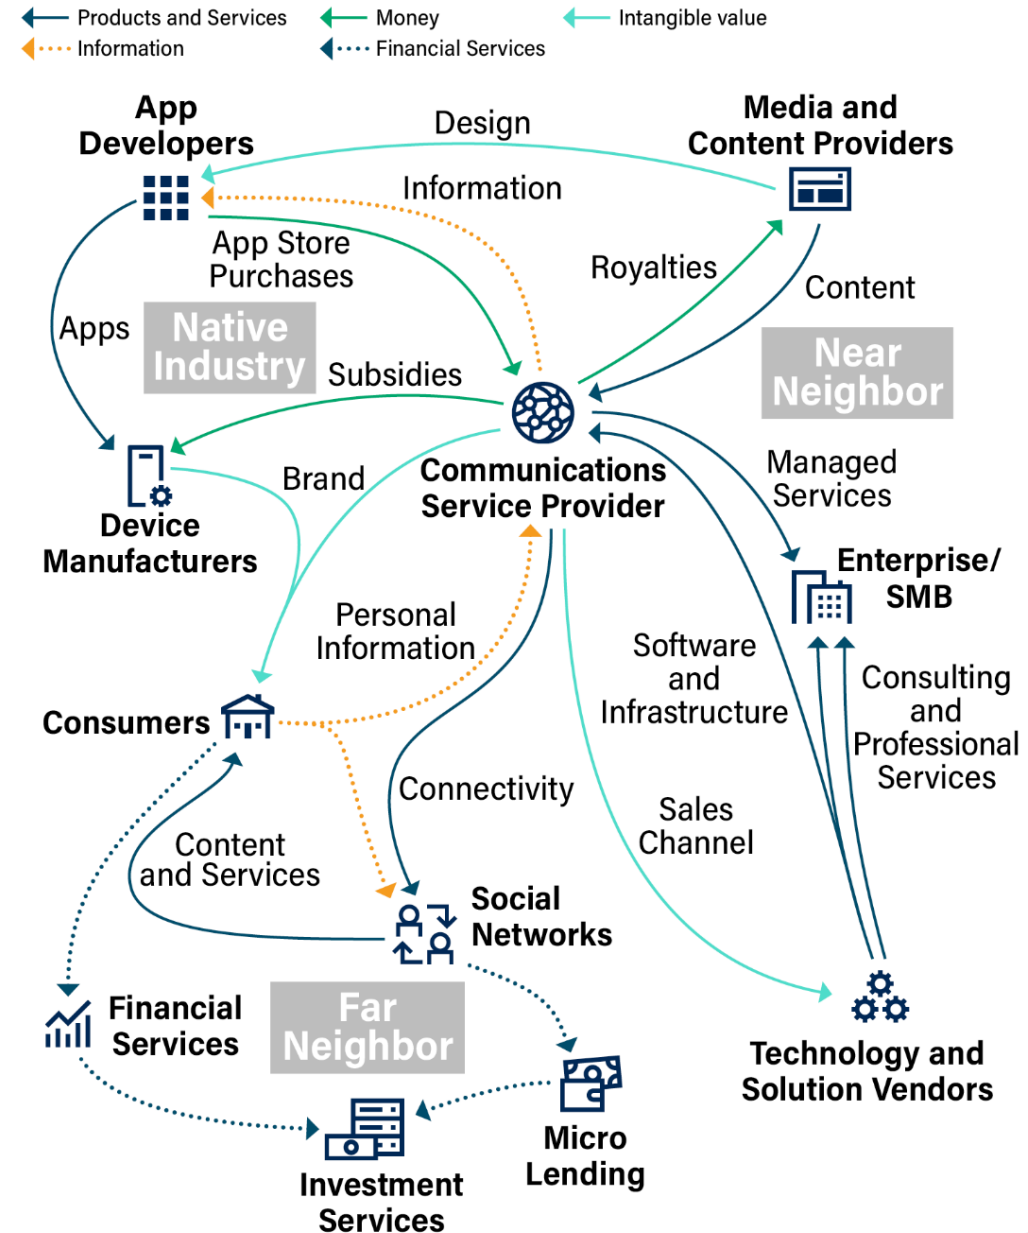 Products and Services
Money
Intangible value
Information
Financial Services
App
Developers
Media and
Content Providers
Design
Information
App Store
Purchases
Royalties
Content
Apps
Native
Industry
Near
Neighbor
Subsidies
Brand
Communications
Service Provider
Managed
Services
Device
Manufacturers
Enterprise/
SMB
Personal
Information
Software
and
Infrastructure
Consulting
and
Professional
Services
Consumers
Connectivity
Sales
Channel
Content
and Services
Social
Networks
Financial
Services
Far
Neighbor
Technology and
Solution Vendors
Micro
Lending
Investment
Services